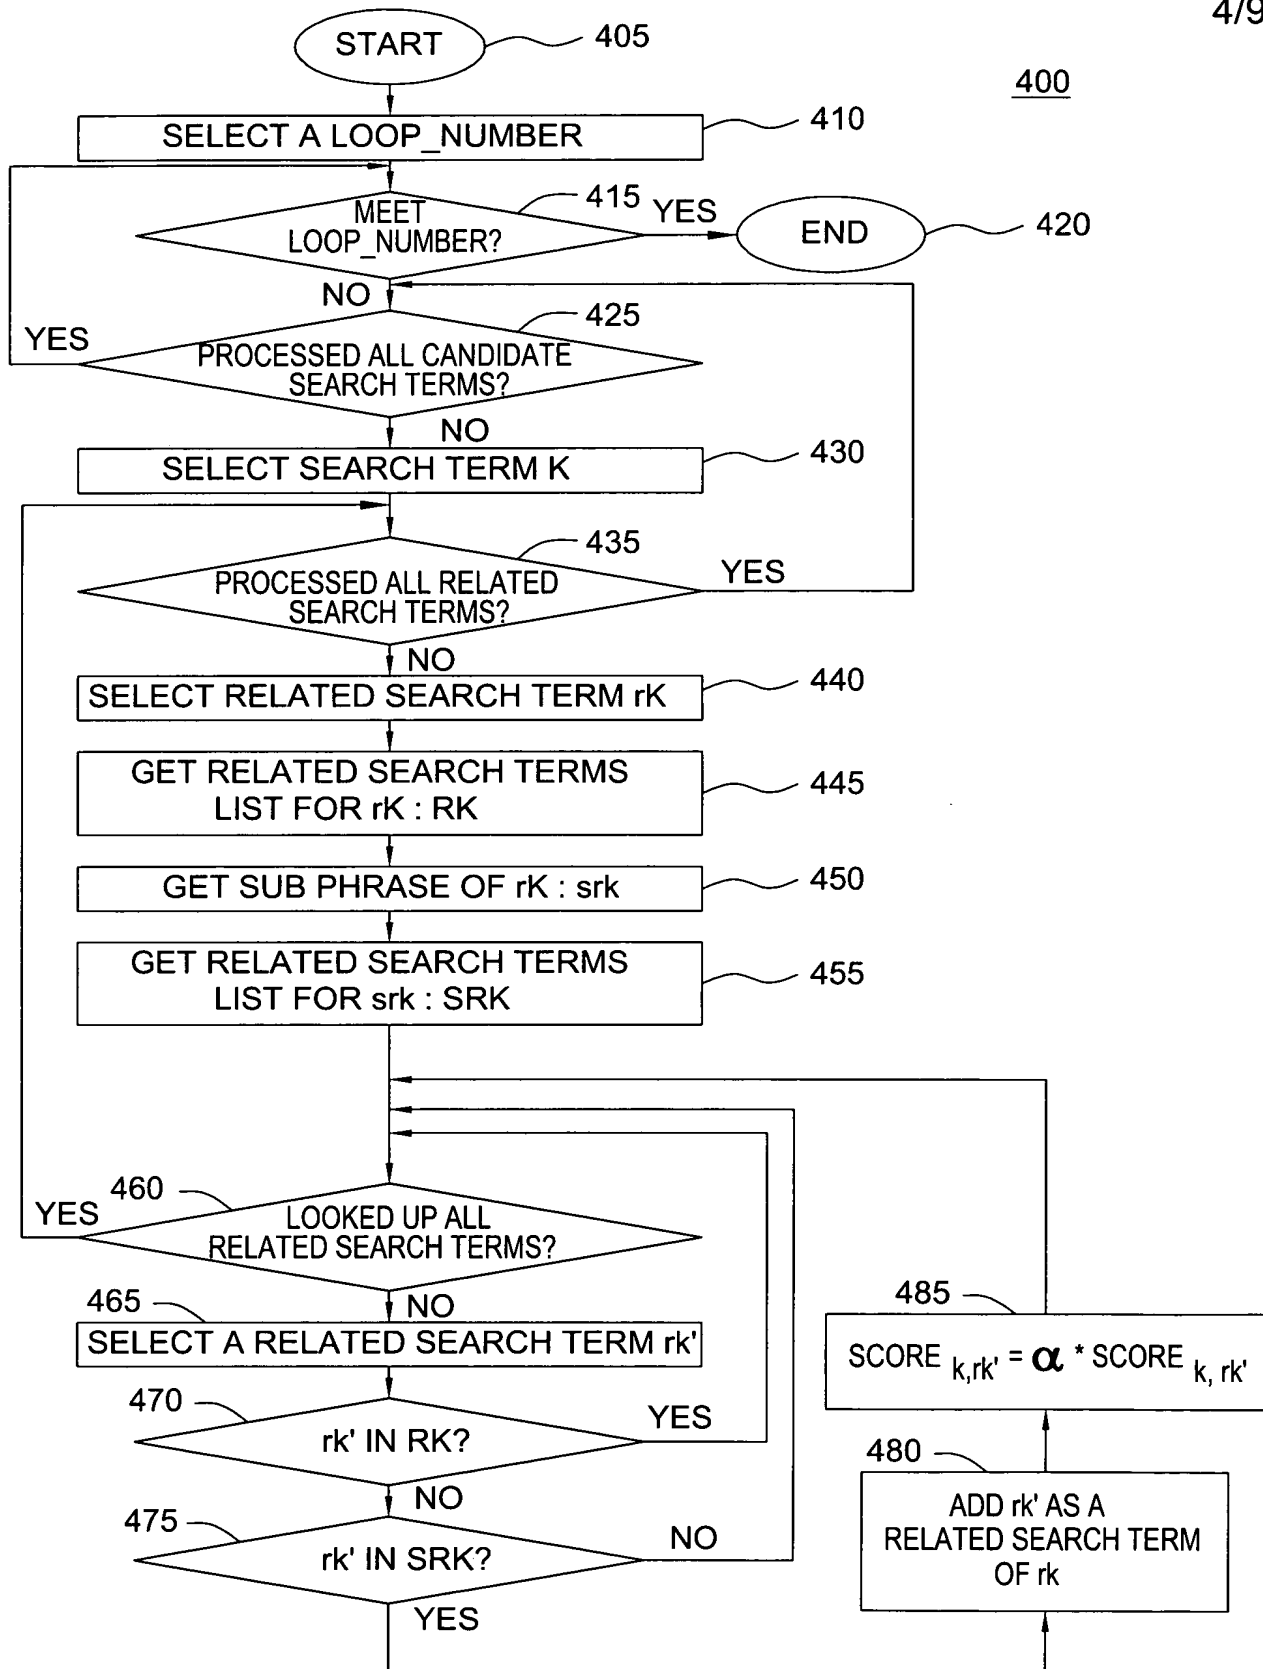 4/9
START
405
400
SELECT A LOOP_NUMBER
410
MEET
LOOP_NUMBER?
415
YES
END
420
NO
YES
PROCESSED ALL CANDIDATE
SEARCH TERMS?
425
NO
SELECT SEARCH TERM K
430
PROCESSED ALL RELATED
SEARCH TERMS?
435
YES
NO
SELECT RELATED SEARCH TERM rK
440
GET RELATED SEARCH TERMS
LIST FOR rK : RK
445
GET SUB PHRASE OF rK : srk
450
GET RELATED SEARCH TERMS
LIST FOR srk : SRK
455
460
YES
LOOKED UP ALL
RELATED SEARCH TERMS?
NO
465
SELECT A RELATED SEARCH TERM rk'
470
rk' IN RK?
YES
NO
475
rk' IN SRK?
NO
YES
485
SCORE k,rk' = α * SCORE k, rk'
480
ADD rk' AS A
RELATED SEARCH TERM
OF rk